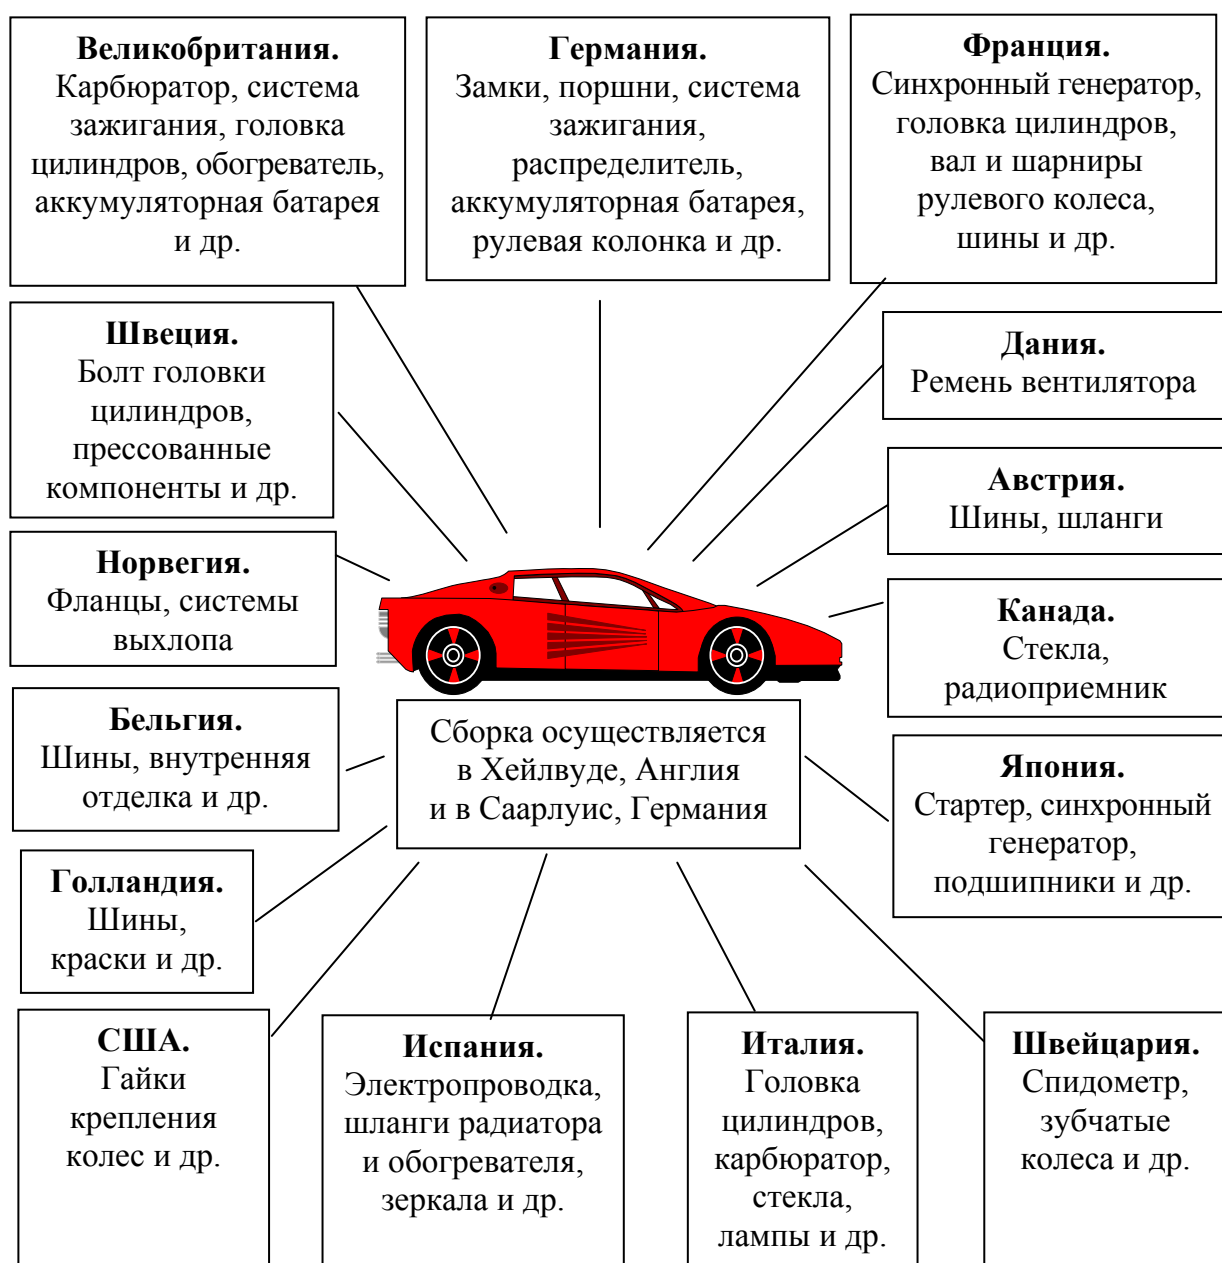 Великобритания.
Карбюратор, система
зажигания, головка
цилиндров, обогреватель,
аккумуляторная батарея
и др.
Германия.
Замки, поршни, система
зажигания,
распределитель,
аккумуляторная батарея,
рулевая колонка и др.
Франция.
Синхронный генератор,
головка цилиндров,
вал и шарниры
рулевого колеса,
шины и др.
Швеция.
Болт головки
цилиндров,
прессованные
компоненты и др.
Дания.
Ремень вентилятора
Австрия.
Шины, шланги
Норвегия.
Фланцы, системы
выхлопа
Канада.
Стекла,
радиоприемник
Бельгия.
Шины, внутренняя
отделка и др.
Сборка осуществляется
в Хейлвуде, Англия
и в Саарлуис, Германия
Япония.
Стартер, синхронный
генератор,
подшипники и др.
Голландия.
Шины,
краски и др.
США.
Гайки
крепления
колес и др.
Испания.
Электропроводка,
шланги радиатора
и обогревателя,
зеркала и др.
Италия.
Головка
цилиндров,
карбюратор,
стекла,
лампы и др.
Швейцария.
Спидометр,
зубчатые
колеса и др.